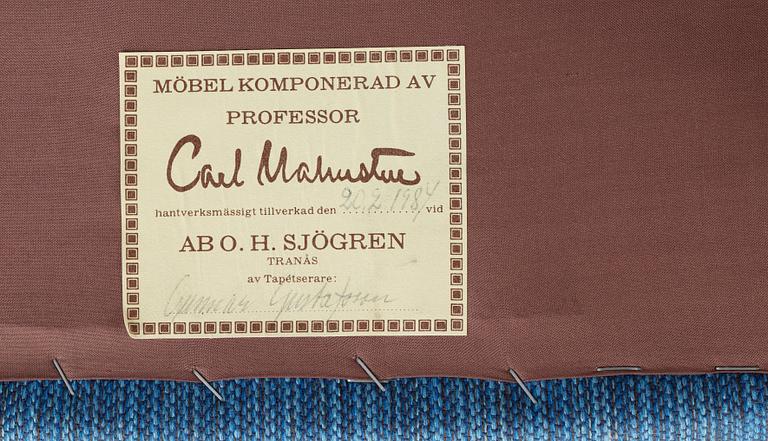 MÖBEL KOMPONERAD AV
PROFESSOR
Carl Malmsten
hantverksmässigt tillverkad den 20.2.1984 vid
AB O. H. SJÖGREN
TRANÅS
av Tapetserare:
Gunnar Gustafsson